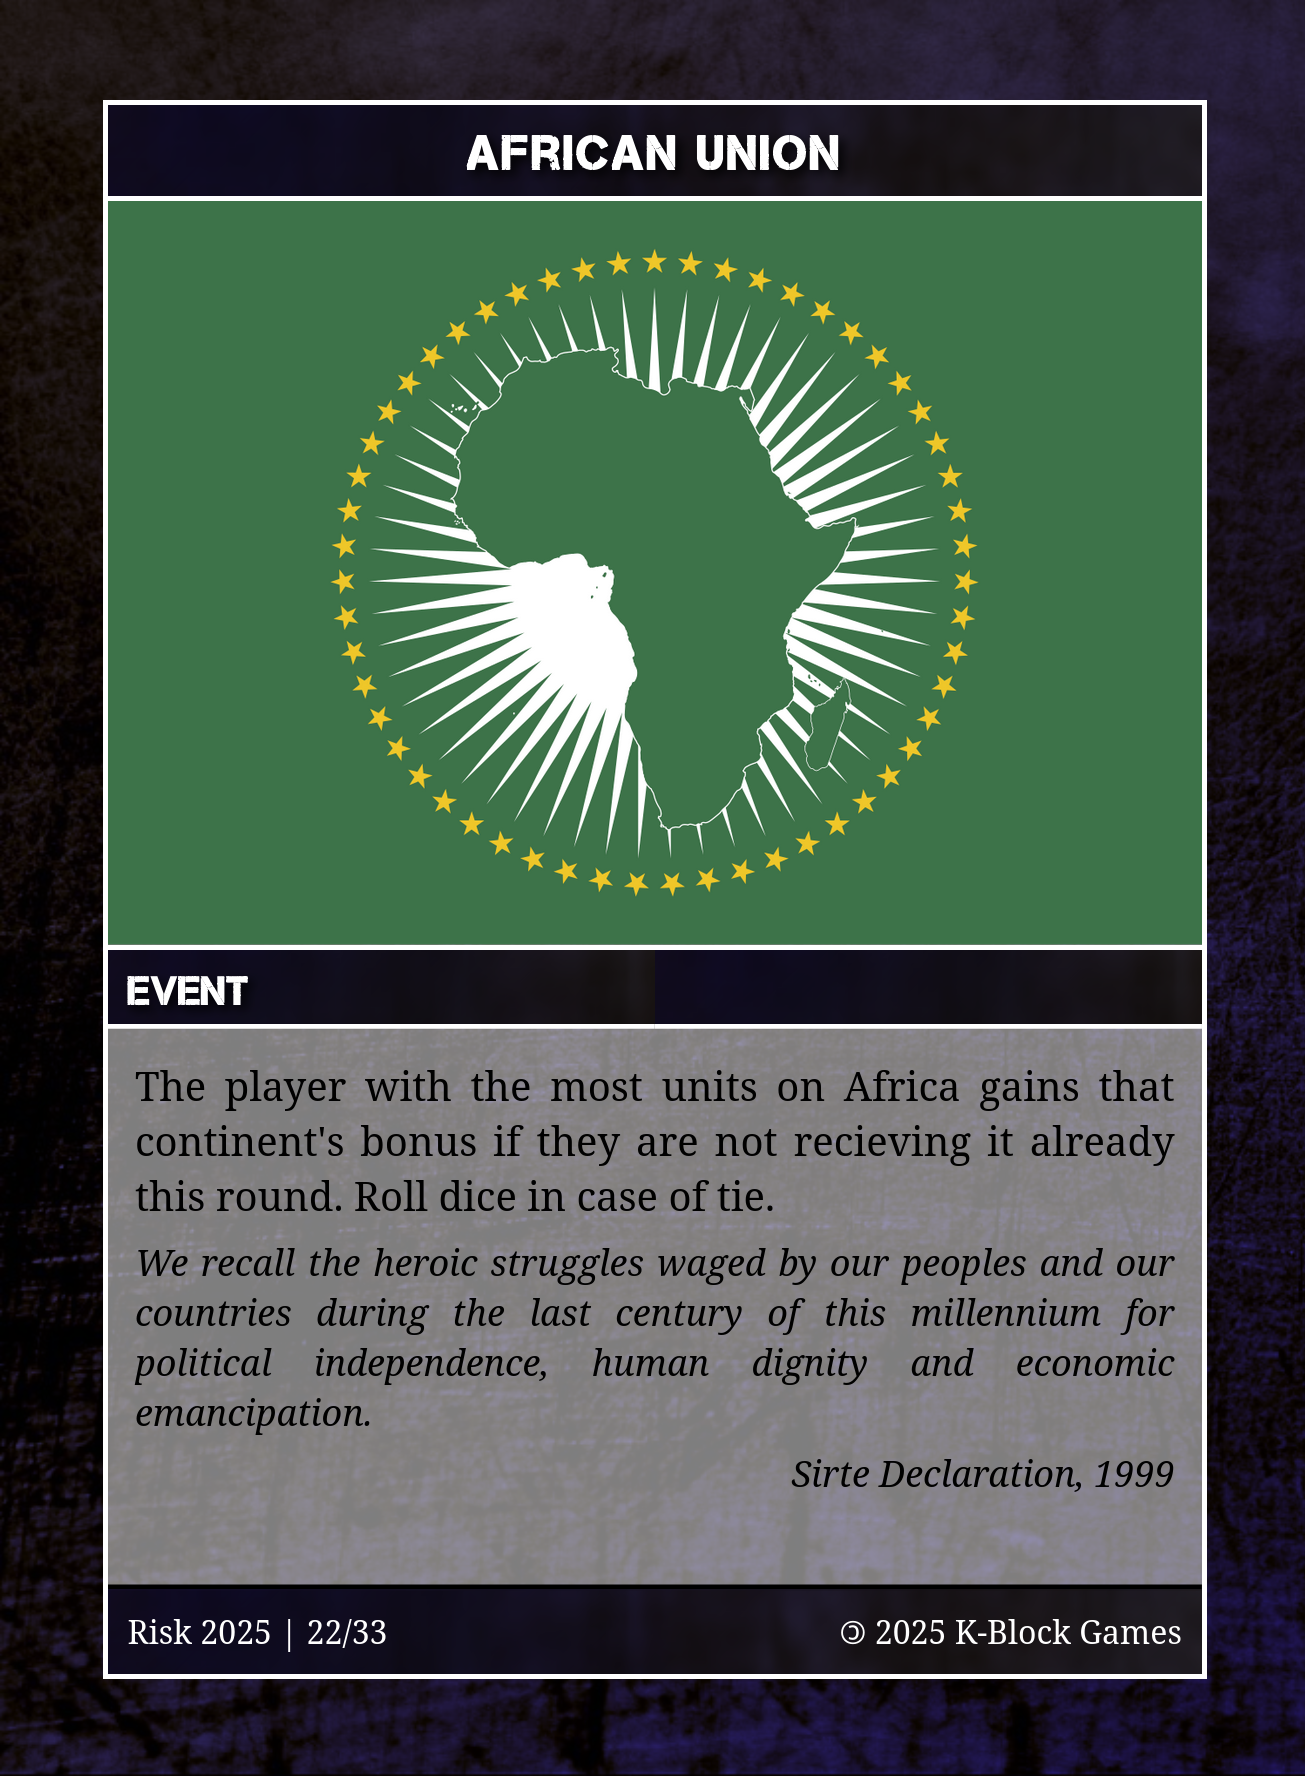 AFRICAN UNION
EVENT
The player with the most units on Africa gains that
continent's bonus if they are not recieving it already
this round. Roll dice in case of tie.
We recall the heroic struggles waged by our peoples and our
countries during the last century of this millennium for
political independence, human dignity and economic
emancipation.
Sirte Declaration, 1999
Risk 2025 | 22/33
🄯 2025 K-Block Games